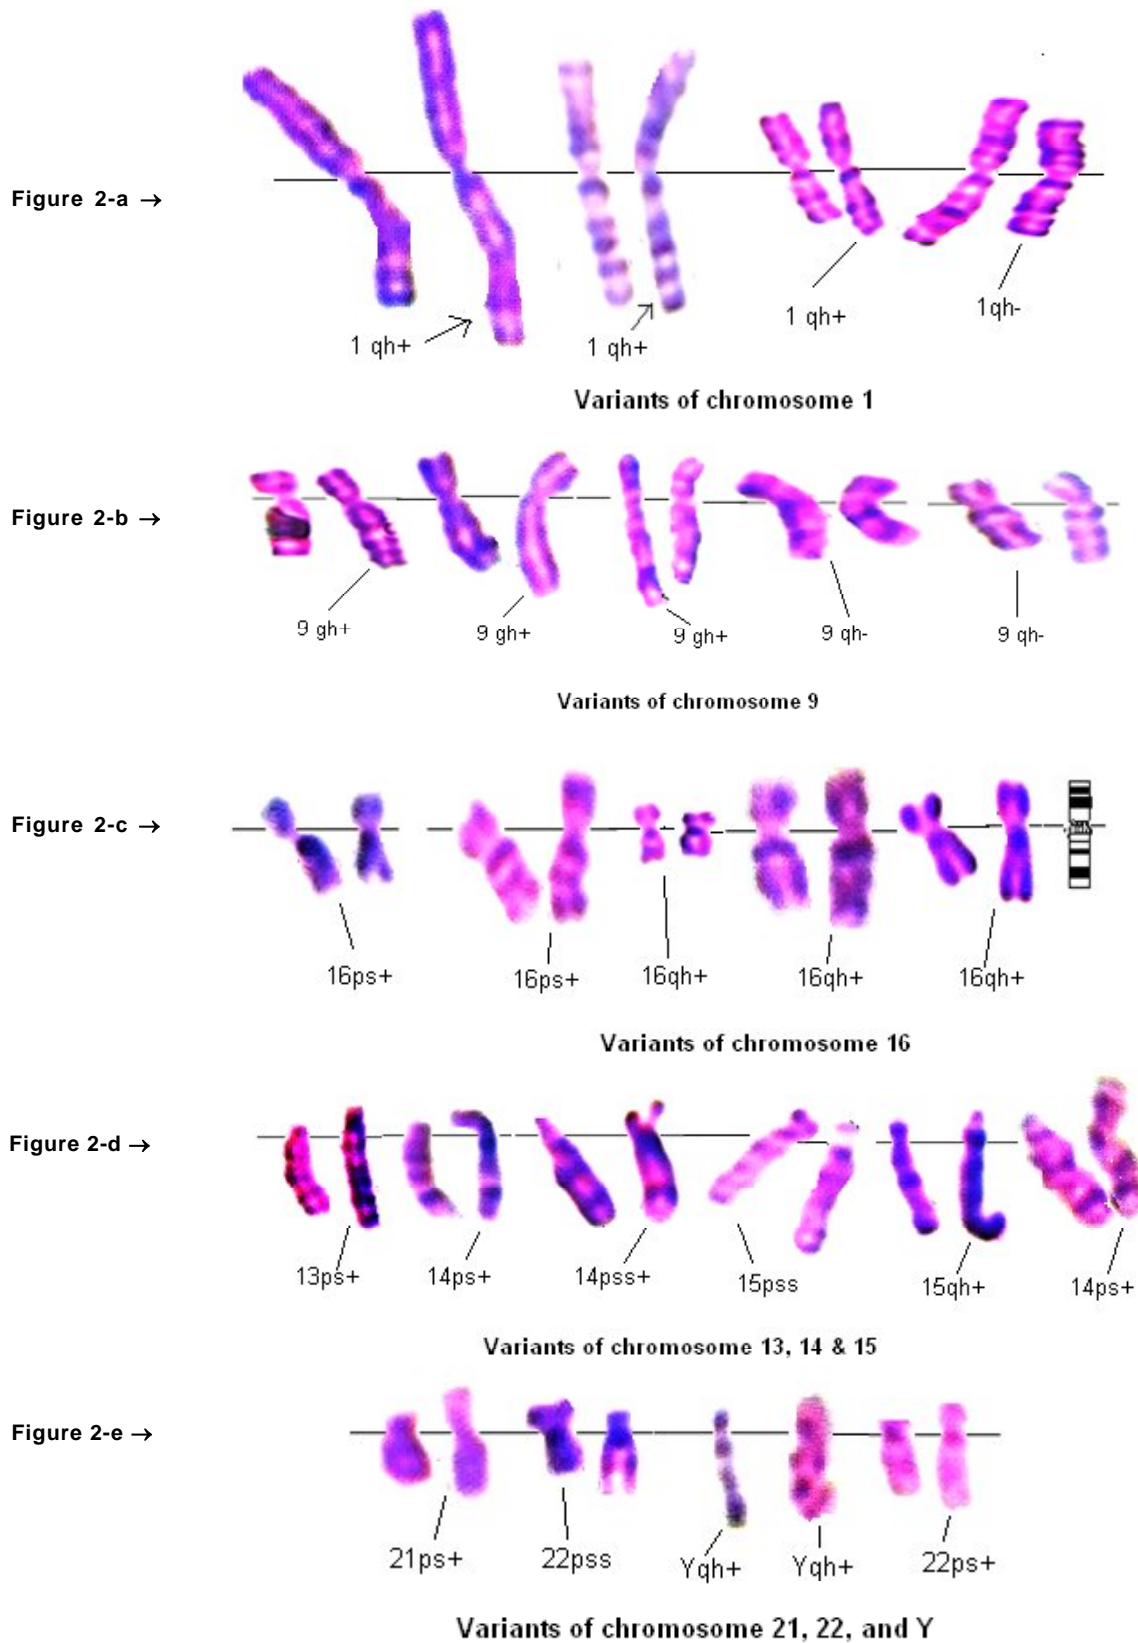 Figure 2-a →
1 qh+
1 qh+
1 qh+
1qh-
Variants of chromosome 1
Figure 2-b →
9 gh+
9 gh+
9 gh+
9 qh-
9 qh-
Variants of chromosome 9
Figure 2-c →
16ps+
16ps+
16qh+
16qh+
16qh+
Variants of chromosome 16
Figure 2-d →
13ps+
14ps+
14pss+
15pss
15qh+
14ps+
Variants of chromosome 13, 14 & 15
Figure 2-e →
21ps+
22pss
Yqh+
Yqh+
22ps+
Variants of chromosome 21, 22, and Y